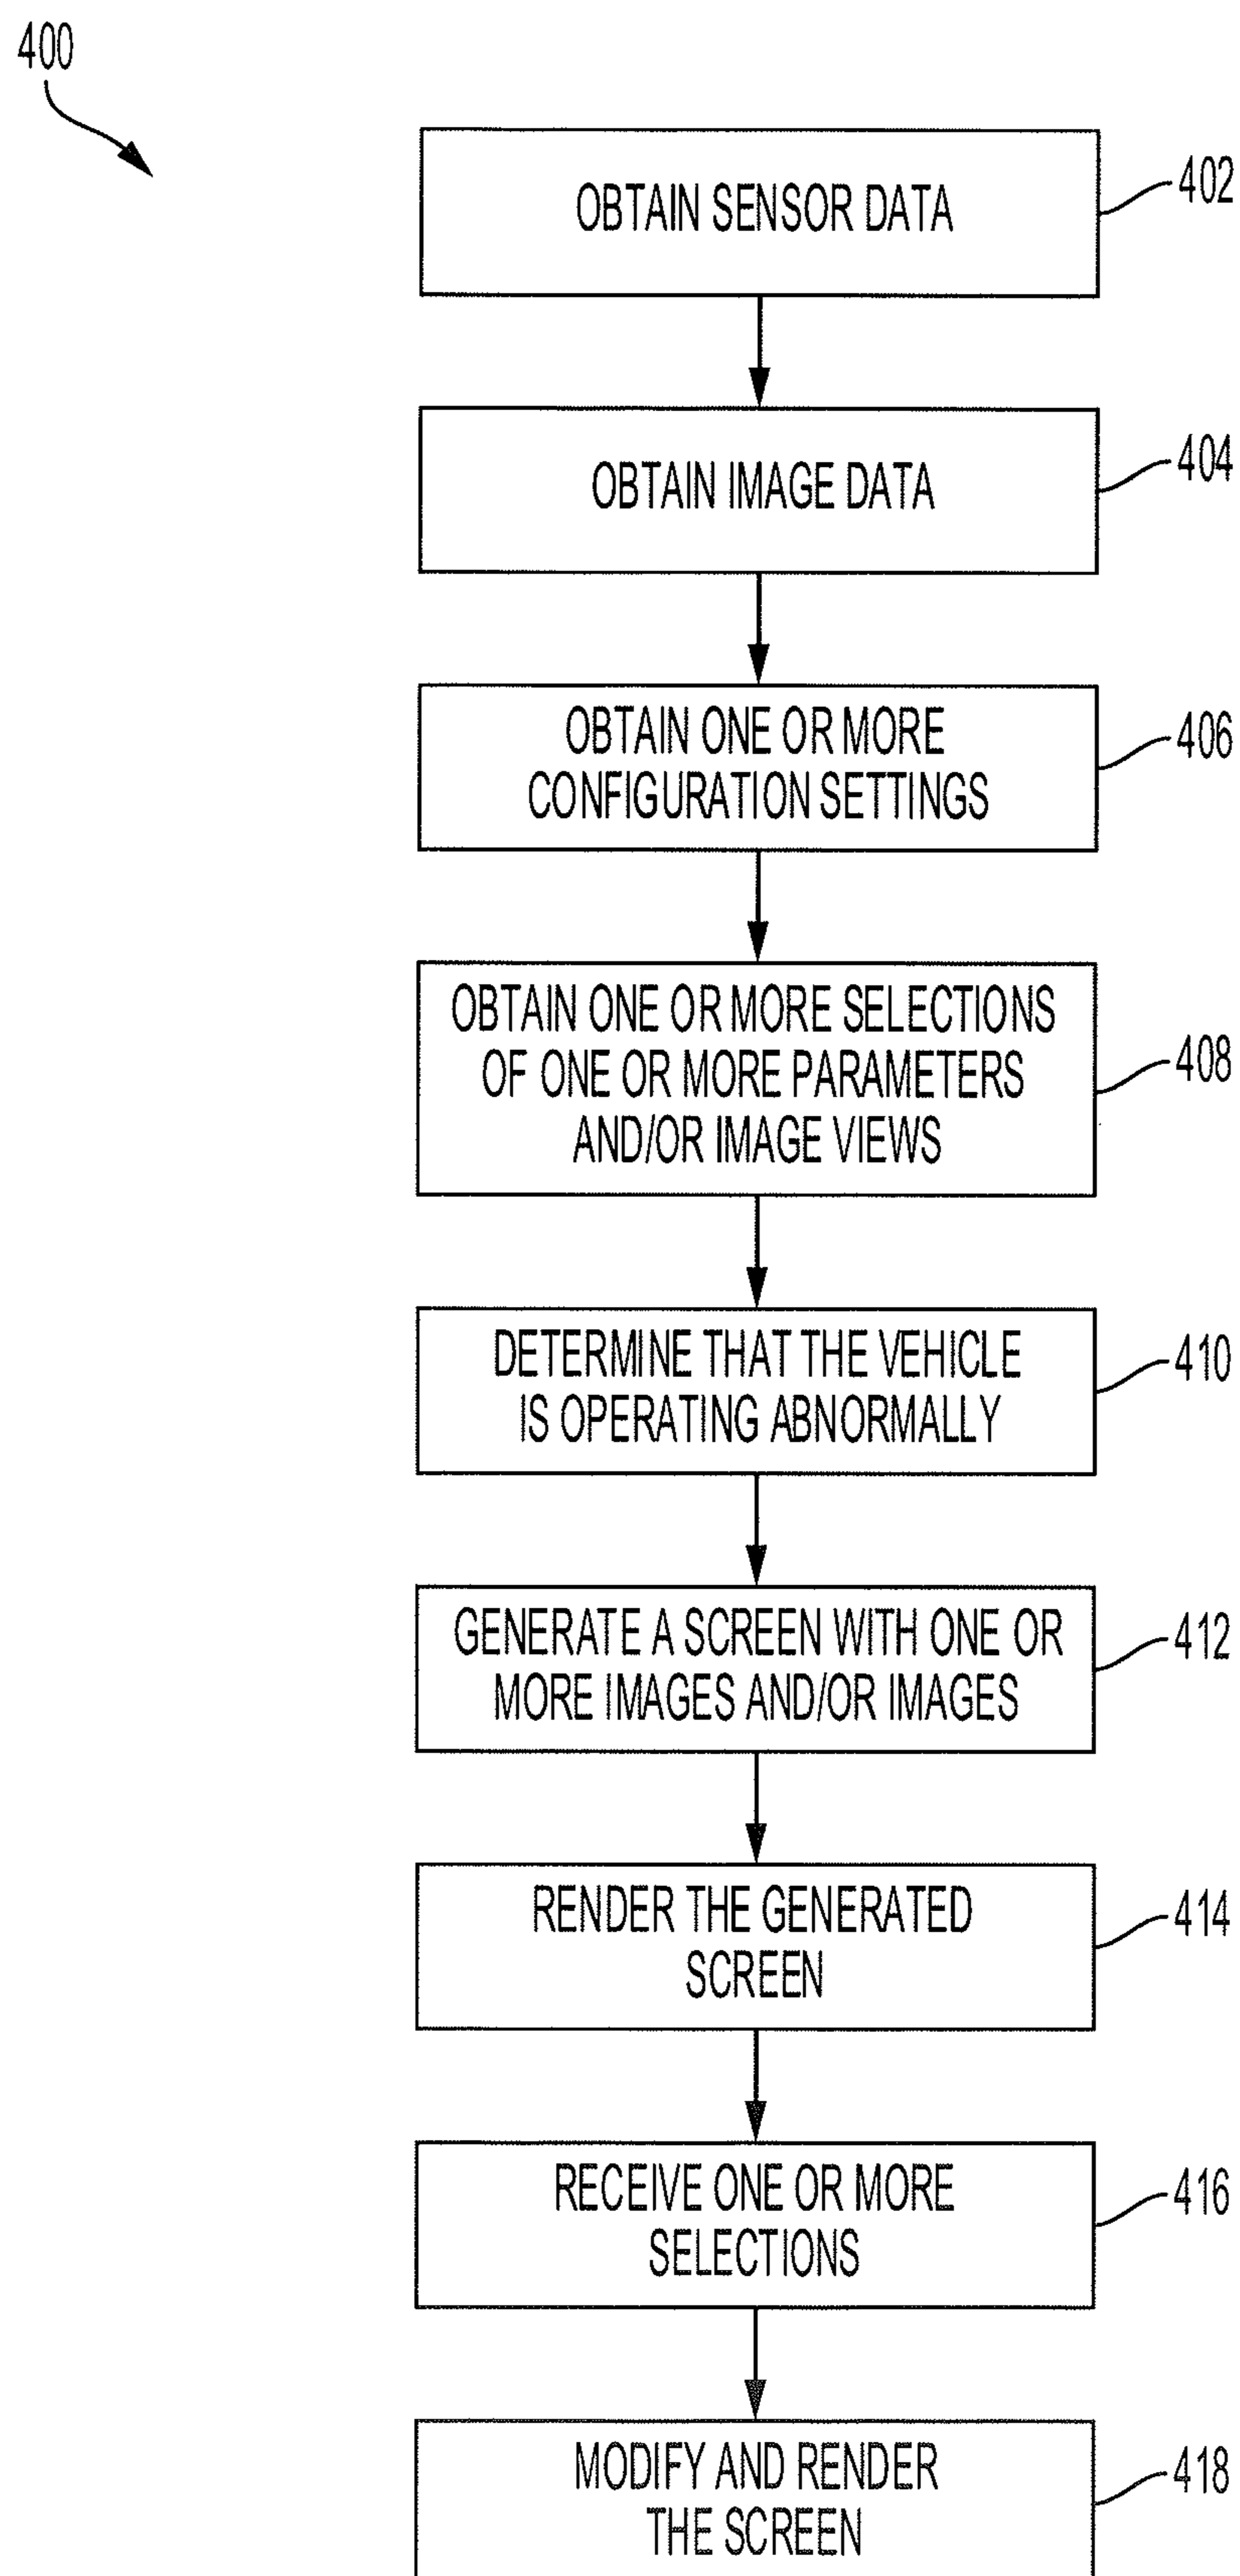 400
OBTAIN SENSOR DATA
402
OBTAIN IMAGE DATA
404
OBTAIN ONE OR MORE
CONFIGURATION SETTINGS
406
OBTAIN ONE OR MORE SELECTIONS
OF ONE OR MORE PARAMETERS
AND/OR IMAGE VIEWS
408
DETERMINE THAT THE VEHICLE
IS OPERATING ABNORMALLY
410
GENERATE A SCREEN WITH ONE OR
MORE IMAGES AND/OR IMAGES
412
RENDER THE GENERATED
SCREEN
414
RECEIVE ONE OR MORE
SELECTIONS
416
MODIFY AND RENDER
THE SCREEN
418